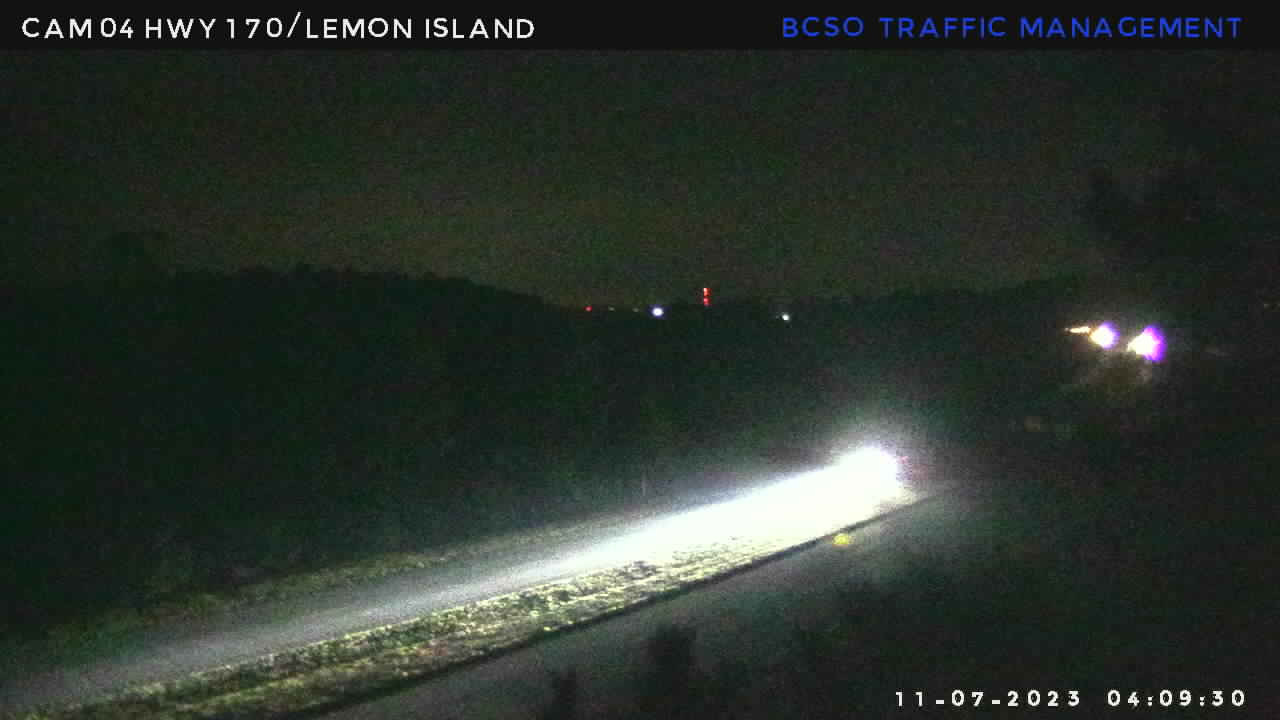 CAM04 HWY 170/LEMON ISLAND
BCSO TRAFFIC MANAGEMENT
11-07-2023 04:09:30